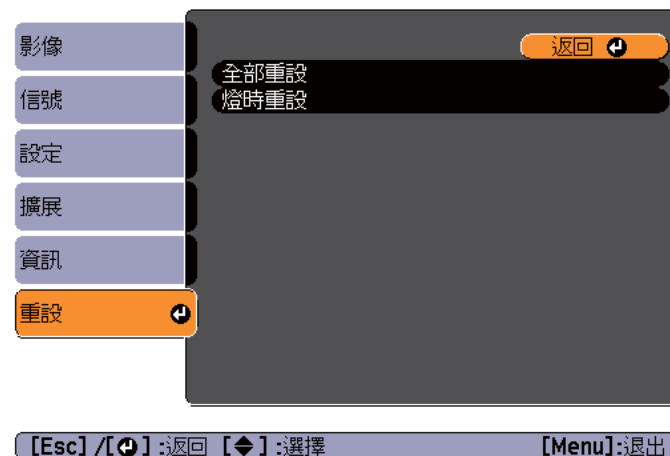 影像
信號
設定
擴展
資訊
重設
返回
全部重設
燈時重設
[Esc] /[ ] :返回 [ ] :選擇 [Menu]:退出